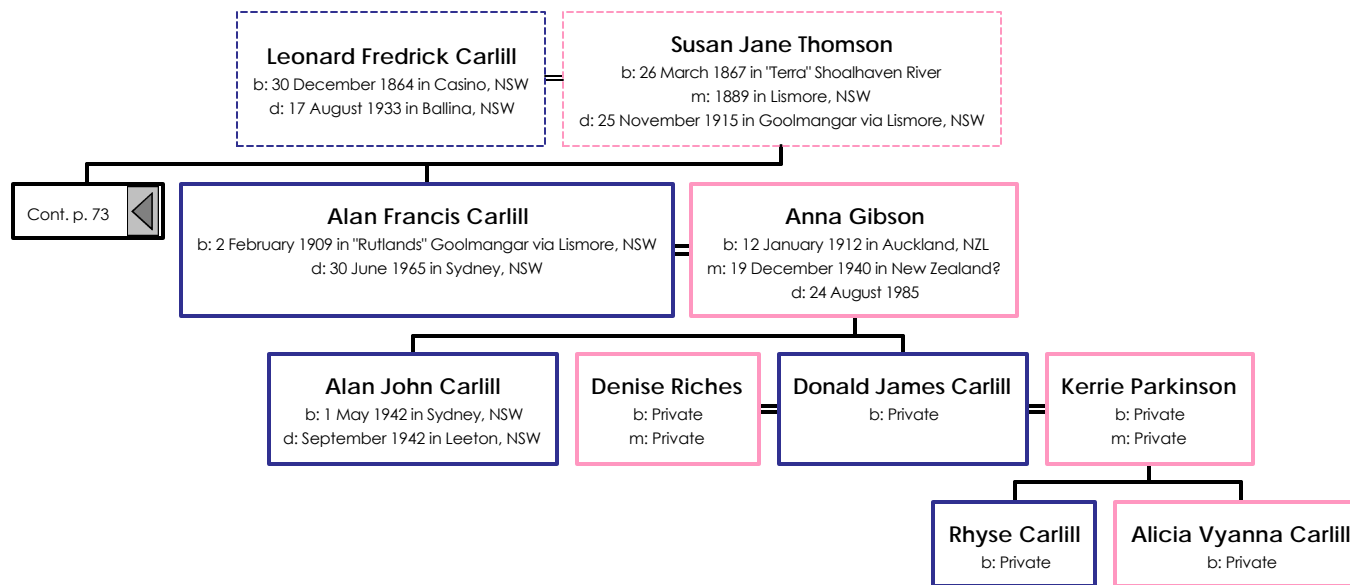 Leonard Fredrick Carlill
b: 30 December 1864 in Casino, NSW
d: 17 August 1933 in Ballina, NSW
Susan Jane Thomson
b: 26 March 1867 in "Terra" Shoalhaven River
m: 1889 in Lismore, NSW
d: 25 November 1915 in Goolmangar via Lismore, NSW
Cont. p. 73
Alan Francis Carlill
b: 2 February 1909 in "Rutlands" Goolmangar via Lismore, NSW
d: 30 June 1965 in Sydney, NSW
Anna Gibson
b: 12 January 1912 in Auckland, NZL
m: 19 December 1940 in New Zealand?
d: 24 August 1985
Alan John Carlill
b: 1 May 1942 in Sydney, NSW
d: September 1942 in Leeton, NSW
Denise Riches
b: Private
m: Private
Donald James Carlill
b: Private
Kerrie Parkinson
b: Private
m: Private
Rhyse Carlill
b: Private
Alicia Vyanna Carlill
b: Private